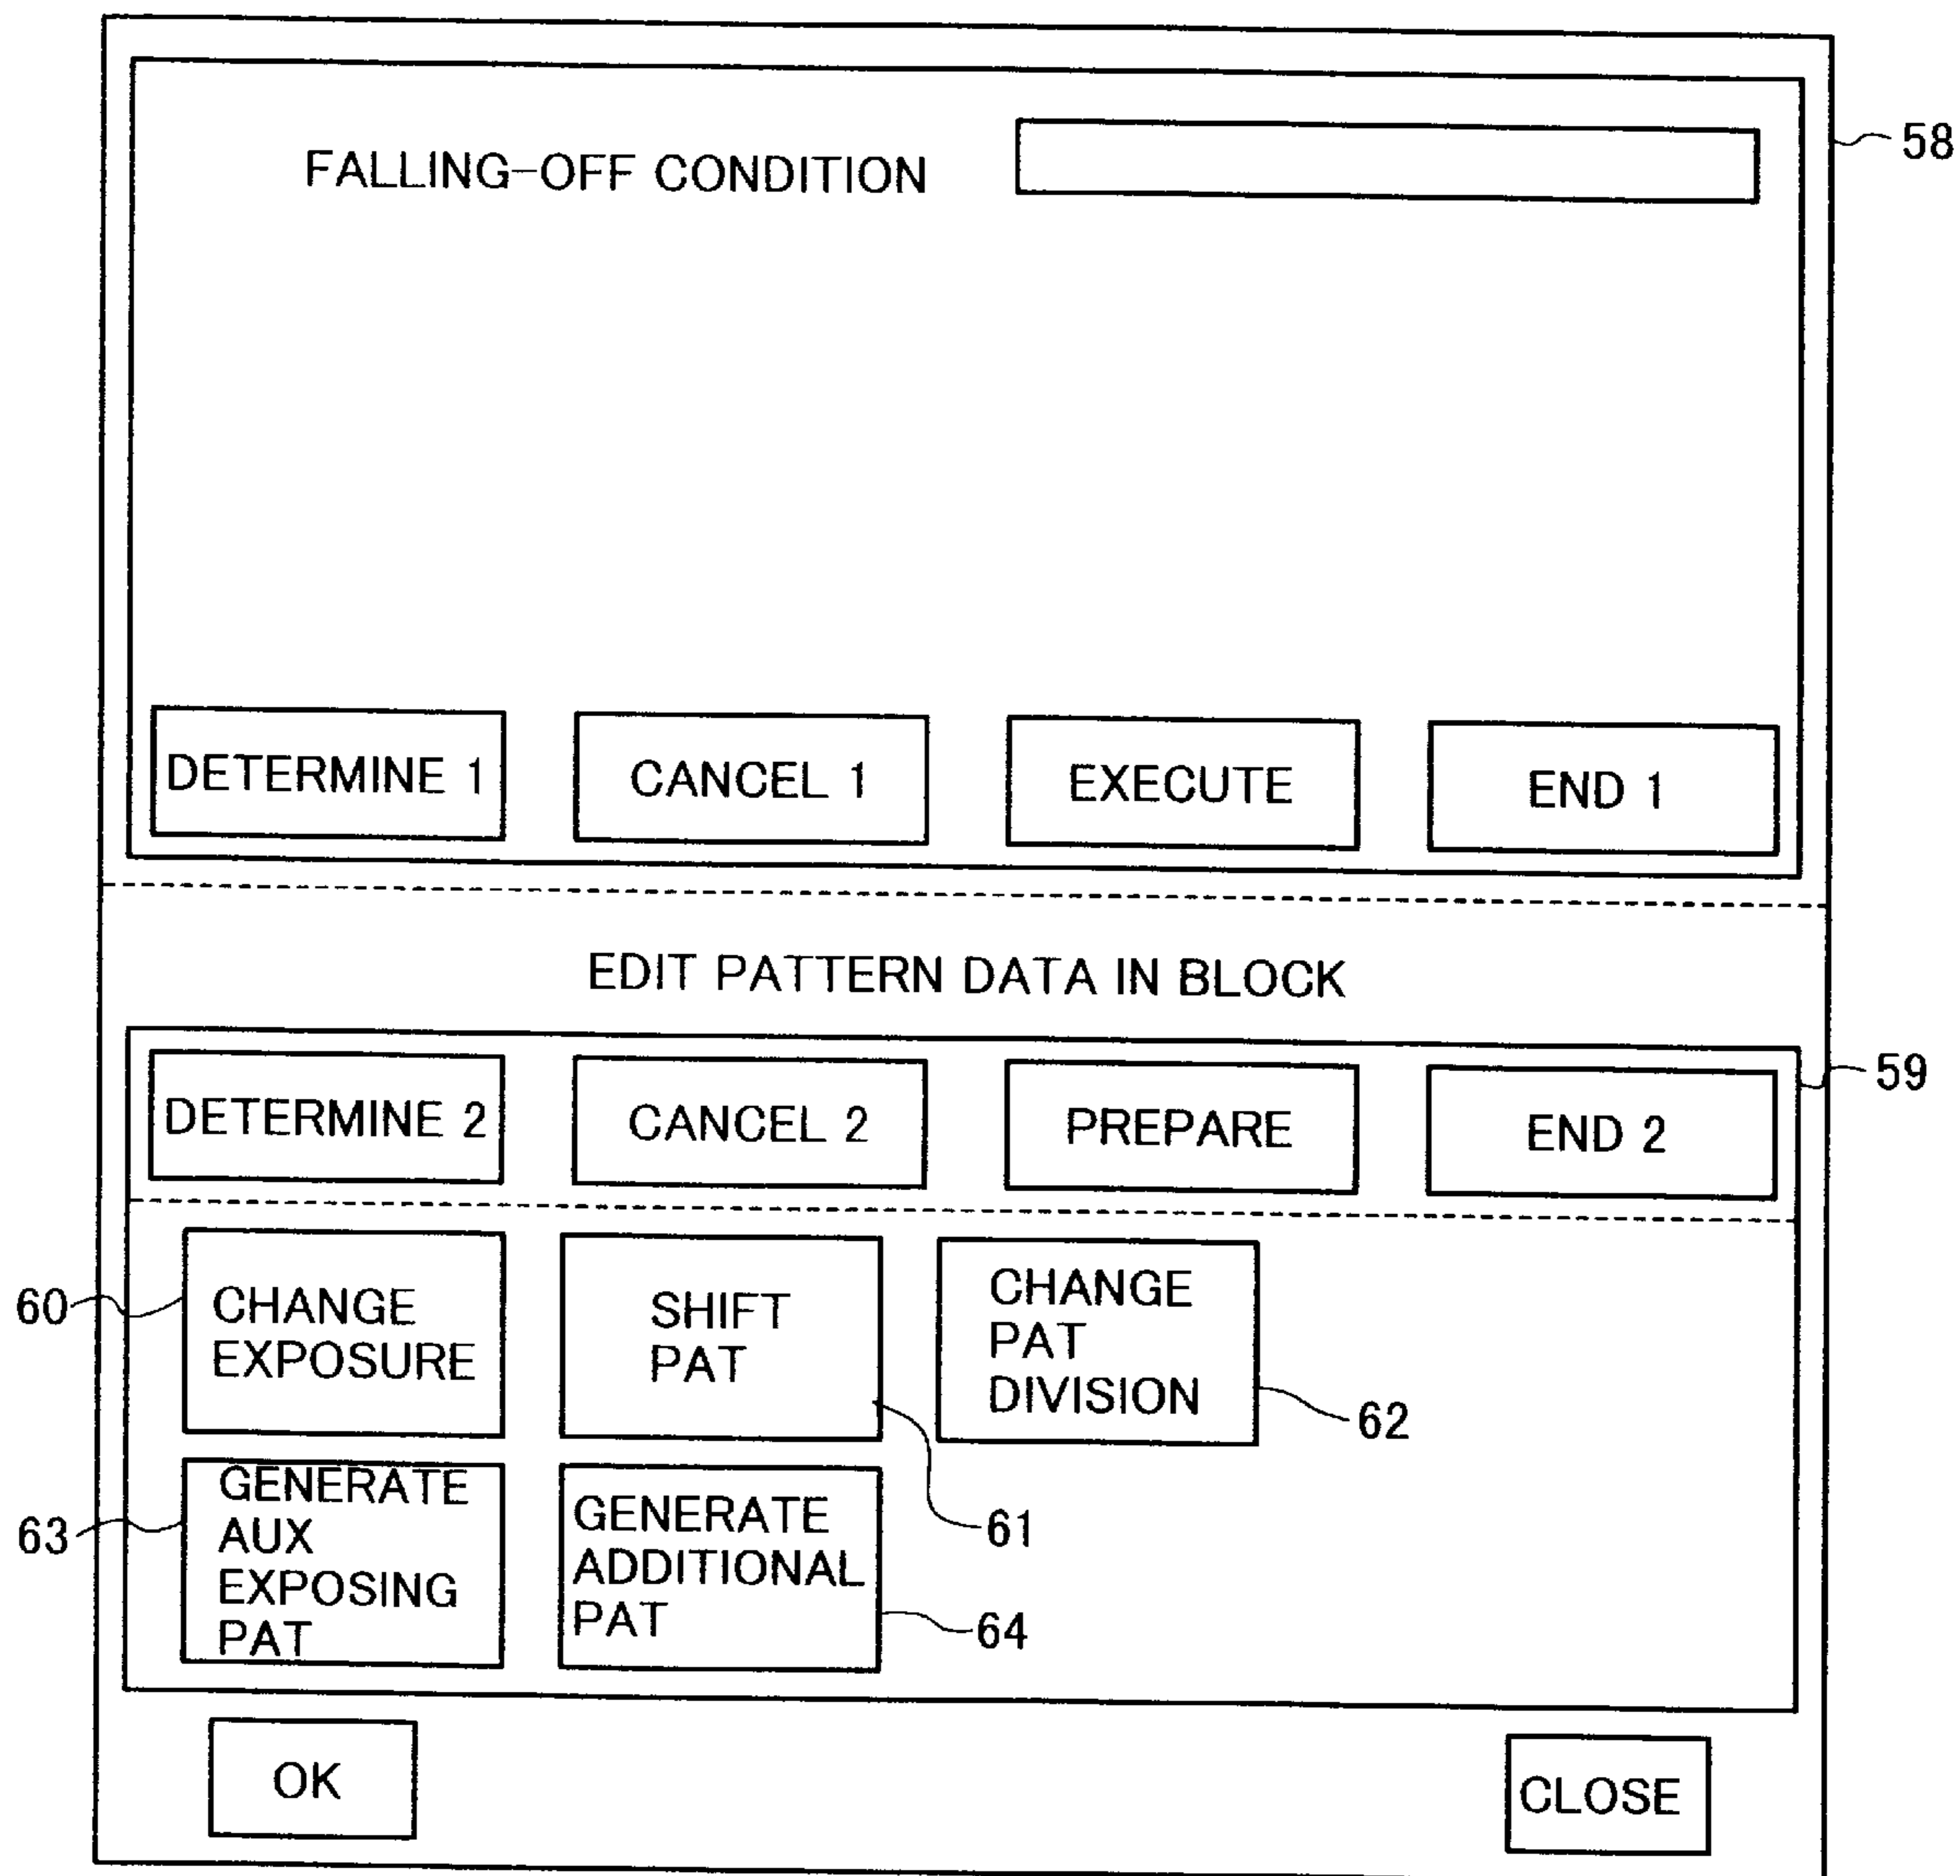 FALLING-OFF CONDITION
58
DETERMINE 1
CANCEL 1
EXECUTE
END 1
EDIT PATTERN DATA IN BLOCK
59
DETERMINE 2
CANCEL 2
PREPARE
END 2
60
CHANGE
EXPOSURE
SHIFT
PAT
61
CHANGE
PAT
DIVISION
62
63
GENERATE
AUX
EXPOSING
PAT
GENERATE
ADDITIONAL
PAT
64
OK
CLOSE